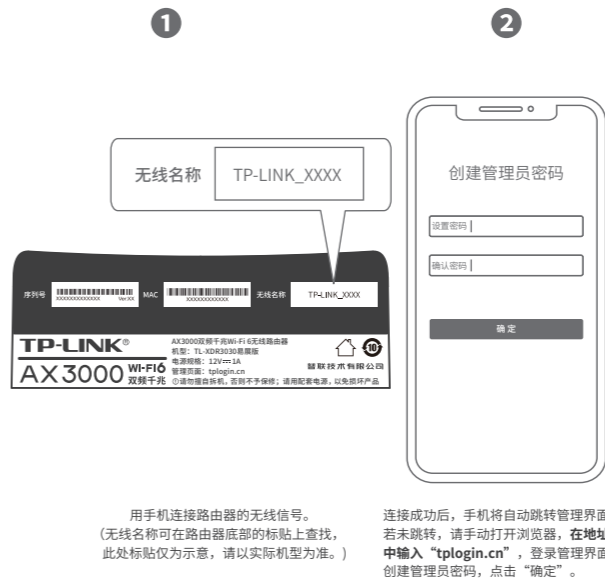 1
2
无线名称 TP-LINK_XXXX
创建管理员密码
设置密码
确认密码
确定
序列号 XXXXXXXXXXXXX Ver:XX MAC XXXXXXXXXXXX 无线名称 TP-LINK_XXXX
TP-LINK®
AX3000 WI-FI6
双频千兆
AX3000双频千兆Wi-Fi 6无线路由器
机型：TL-XDR3030易展版
电源规格：12V⎓1A
管理页面：tplogin.cn
①请勿擅自拆机，否则不予保修；请用配套电源，以免损坏产品
10
普联技术有限公司
用手机连接路由器的无线信号。
（无线名称可在路由器底部的标贴上查找，
此处标贴仅为示意，请以实际机型为准。）
连接成功后，手机将自动跳转管理界面
若未跳转，请手动打开浏览器，在地址
中输入“tplogin.cn”，登录管理界面
创建管理员密码，点击“确定”。